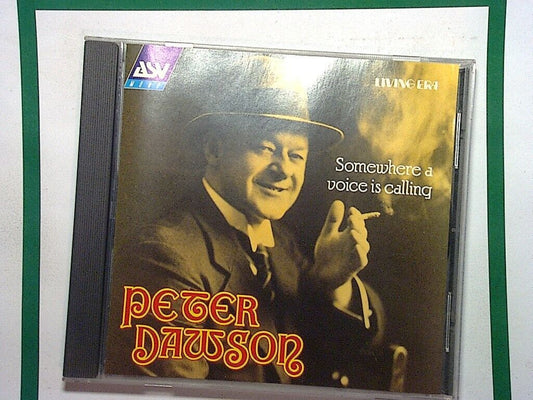 ASV
LIVING ERA
Somewhere a
voice is calling
PETER
DAWSON